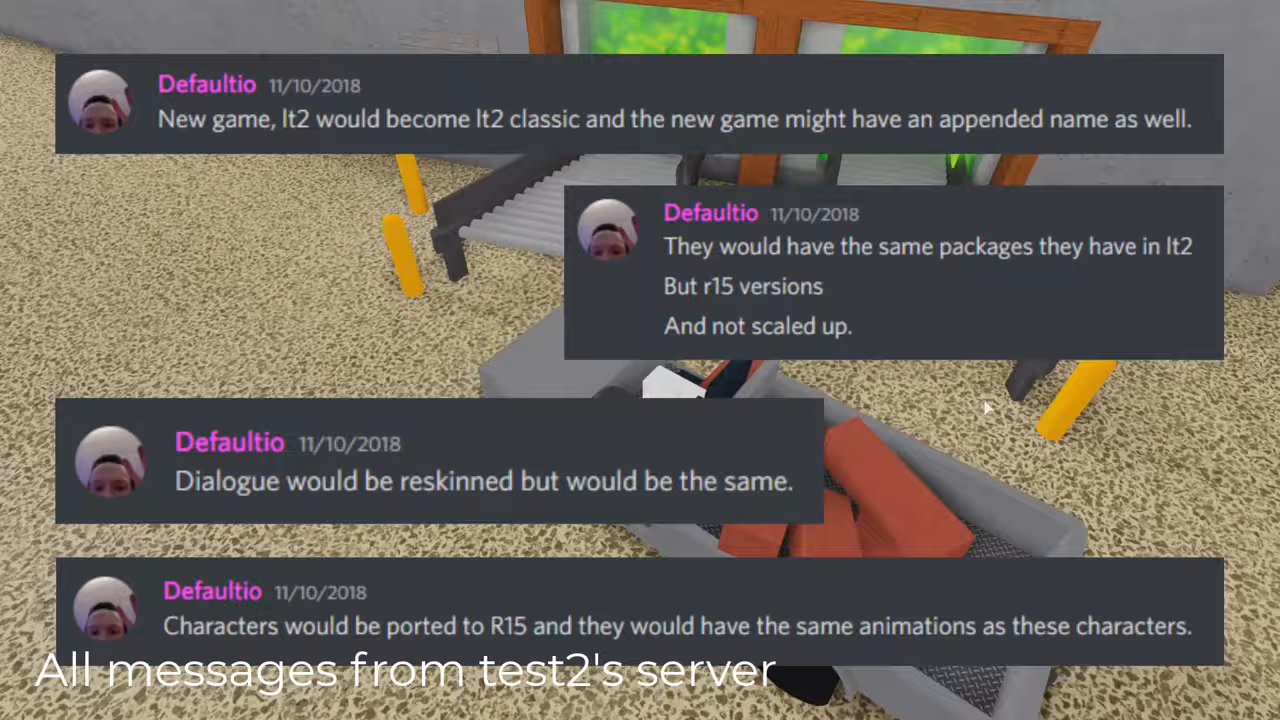 Defaultio 11/10/2018
New game, lt2 would become lt2 classic and the new game might have an appended name as well.
Defaultio 11/10/2018
They would have the same packages they have in lt2
But r15 versions
And not scaled up.
Defaultio 11/10/2018
Dialogue would be reskinned but would be the same.
Defaultio 11/10/2018
Characters would be ported to R15 and they would have the same animations as these characters.
All messages from test2's server